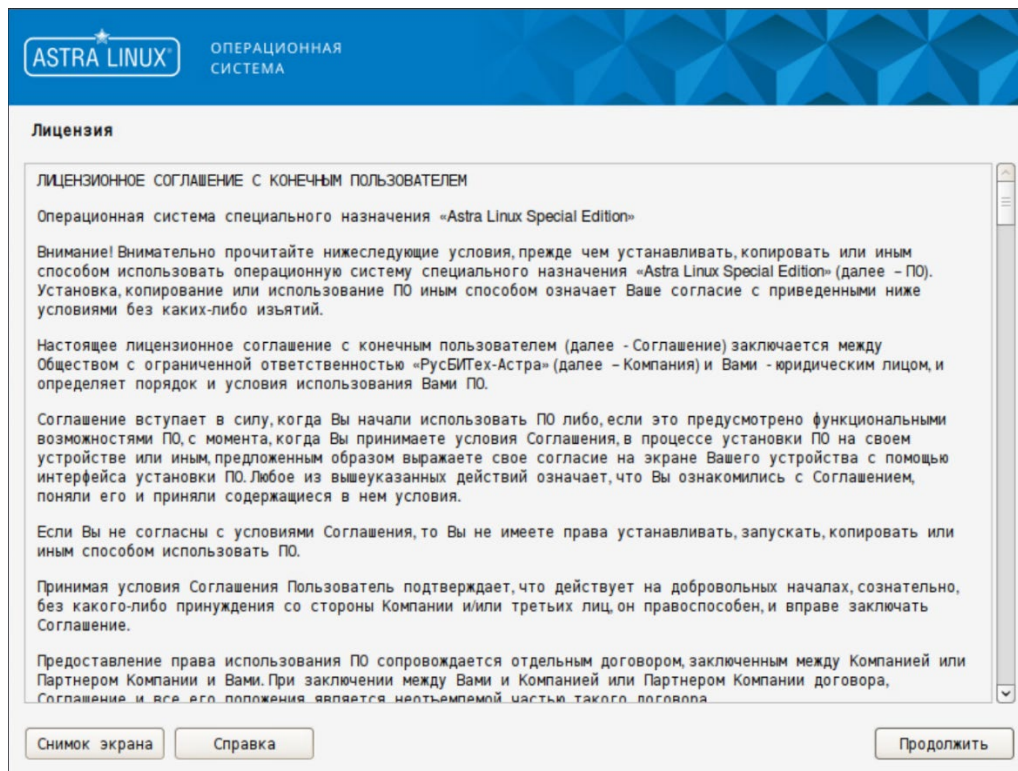 ASTRA LINUX®
ОПЕРАЦИОННАЯ
СИСТЕМА
Лицензия
ЛИЦЕНЗИОННОЕ СОГЛАШЕНИЕ С КОНЕЧНЫМ ПОЛЬЗОВАТЕЛЕМ
Операционная система специального назначения «Astra Linux Special Edition»
Внимание! Внимательно прочитайте нижеследующие условия, прежде чем устанавливать, копировать или иным
способом использовать операционную систему специального назначения «Astra Linux Special Edition» (далее – ПО).
Установка, копирование или использование ПО иным способом означает Ваше согласие с приведенными ниже
условиями без каких-либо изъятий.
Настоящее лицензионное соглашение с конечным пользователем (далее - Соглашение) заключается между
Обществом с ограниченной ответственностью «РусБИТех-Астра» (далее – Компания) и Вами - юридическим лицом, и
определяет порядок и условия использования Вами ПО.
Соглашение вступает в силу, когда Вы начали использовать ПО либо, если это предусмотрено функциональными
возможностями ПО, с момента, когда Вы принимаете условия Соглашения, в процессе установки ПО на своем
устройстве или иным, предложенным образом выражаете свое согласие на экране Вашего устройства с помощью
интерфейса установки ПО. Любое из вышеуказанных действий означает, что Вы ознакомились с Соглашением,
поняли его и приняли содержащиеся в нем условия.
Если Вы не согласны с условиями Соглашения, то Вы не имеете права устанавливать, запускать, копировать или
иным способом использовать ПО.
Принимая условия Соглашения Пользователь подтверждает, что действует на добровольных началах, сознательно,
без какого-либо принуждения со стороны Компании и/или третьих лиц, он правоспособен, и вправе заключать
Соглашение.
Предоставление права использования ПО сопровождается отдельным договором, заключенным между Компанией или
Партнером Компании и Вами. При заключении между Вами и Компанией или Партнером Компании договора,
Соглашение и все его положения является неотъемлемой частью такого договора.
Снимок экрана
Справка
Продолжить